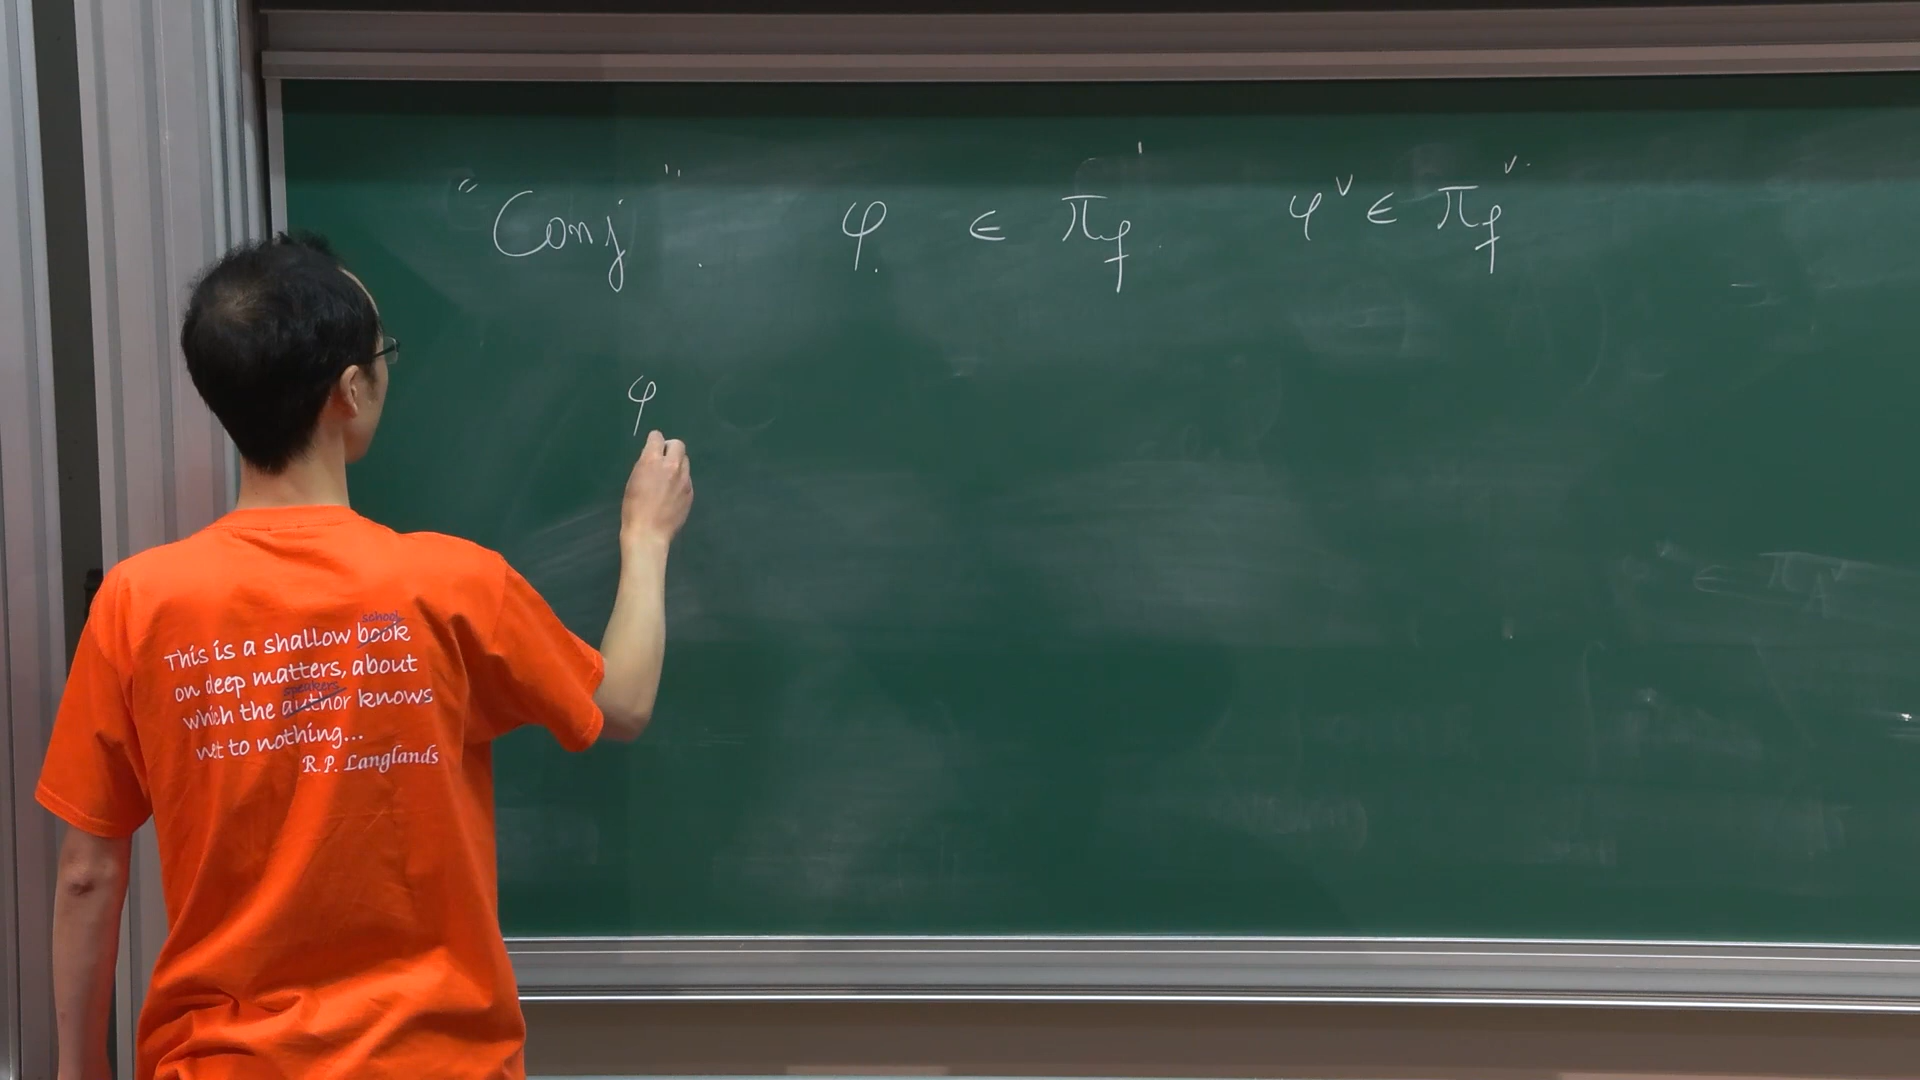 "Conj". φ ∈ π_f φ^∨ ∈ π_f^∨
φ
∈ π_A^∨
school
This is a shallow book
on deep matters, about
speakers
which the author knows
next to nothing...
R.P. Langlands